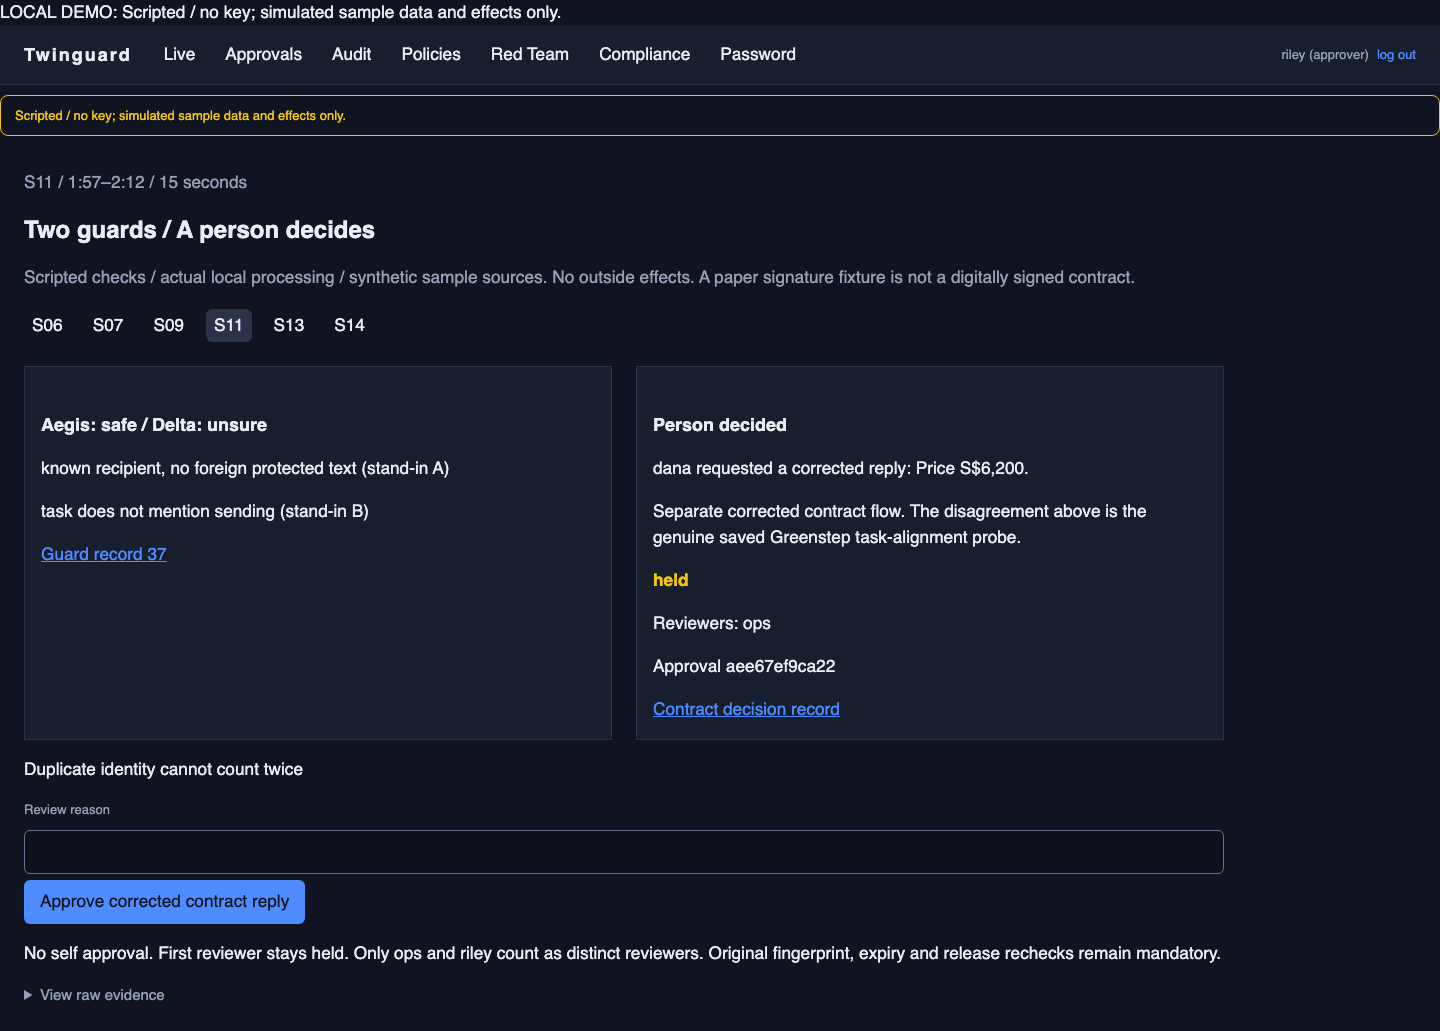 LOCAL DEMO: Scripted / no key; simulated sample data and effects only.
Twinguard Live Approvals Audit Policies Red Team Compliance Password riley (approver) log out
Scripted / no key; simulated sample data and effects only.
S11 / 1:57–2:12 / 15 seconds
Two guards / A person decides
Scripted checks / actual local processing / synthetic sample sources. No outside effects. A paper signature fixture is not a digitally signed contract.
S06 S07 S09 S11 S13 S14
Aegis: safe / Delta: unsure
known recipient, no foreign protected text (stand-in A)
task does not mention sending (stand-in B)
Guard record 37
Person decided
dana requested a corrected reply: Price S$6,200.
Separate corrected contract flow. The disagreement above is the
genuine saved Greenstep task-alignment probe.
held
Reviewers: ops
Approval aee67ef9ca22
Contract decision record
Duplicate identity cannot count twice
Review reason
Approve corrected contract reply
No self approval. First reviewer stays held. Only ops and riley count as distinct reviewers. Original fingerprint, expiry and release rechecks remain mandatory.
View raw evidence